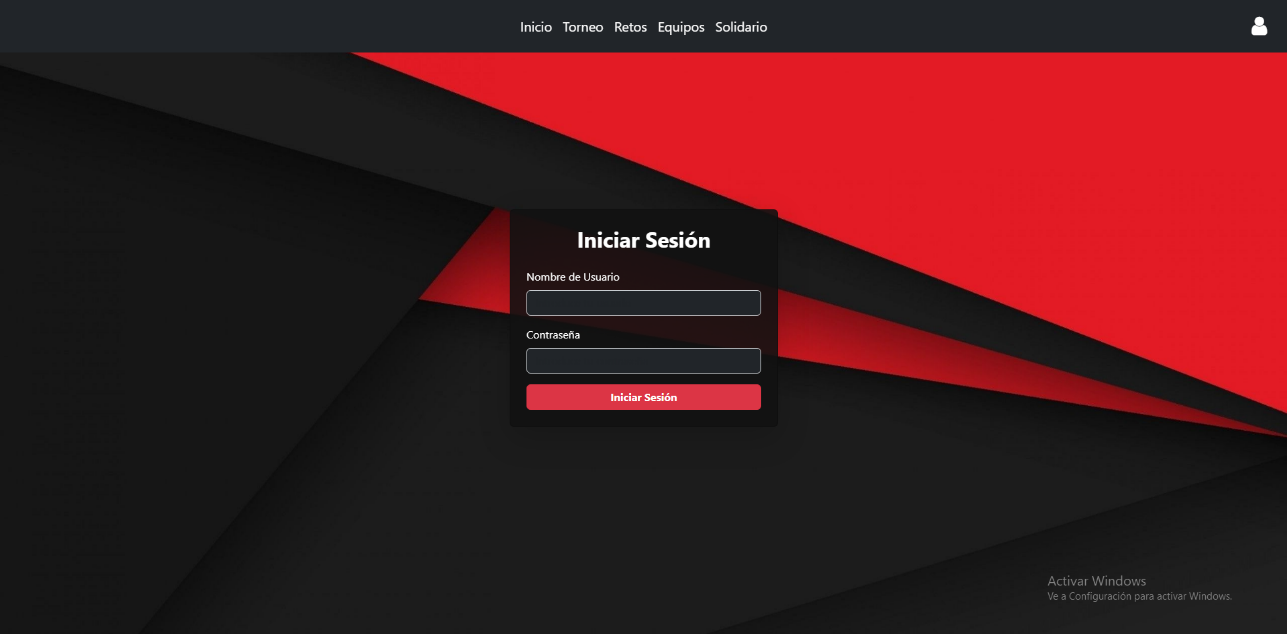 Inicio Torneo Retos Equipos Solidario
Iniciar Sesión
Nombre de Usuario
Contraseña
Iniciar Sesión
Activar Windows
Ve a Configuración para activar Windows.